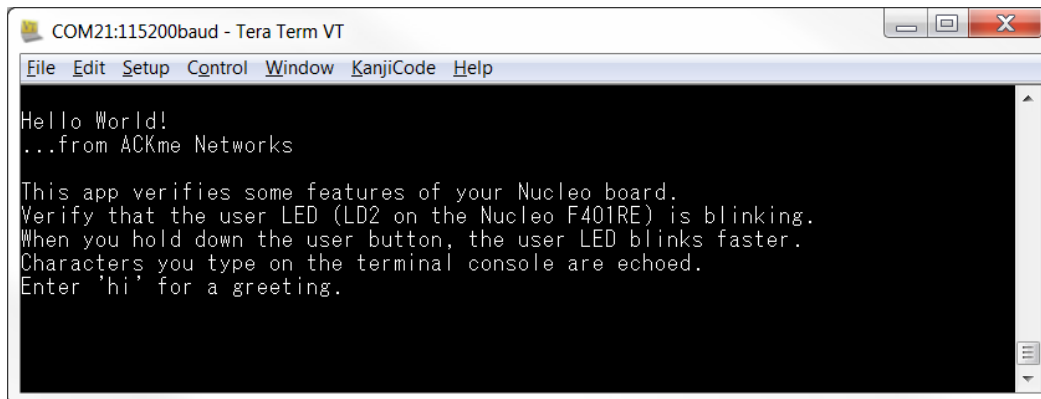 COM21:115200baud - Tera Term VT
File Edit Setup Control Window KanjiCode Help
Hello World!
...from ACKme Networks
This app verifies some features of your Nucleo board.
Verify that the user LED (LD2 on the Nucleo F401RE) is blinking.
When you hold down the user button, the user LED blinks faster.
Characters you type on the terminal console are echoed.
Enter 'hi' for a greeting.